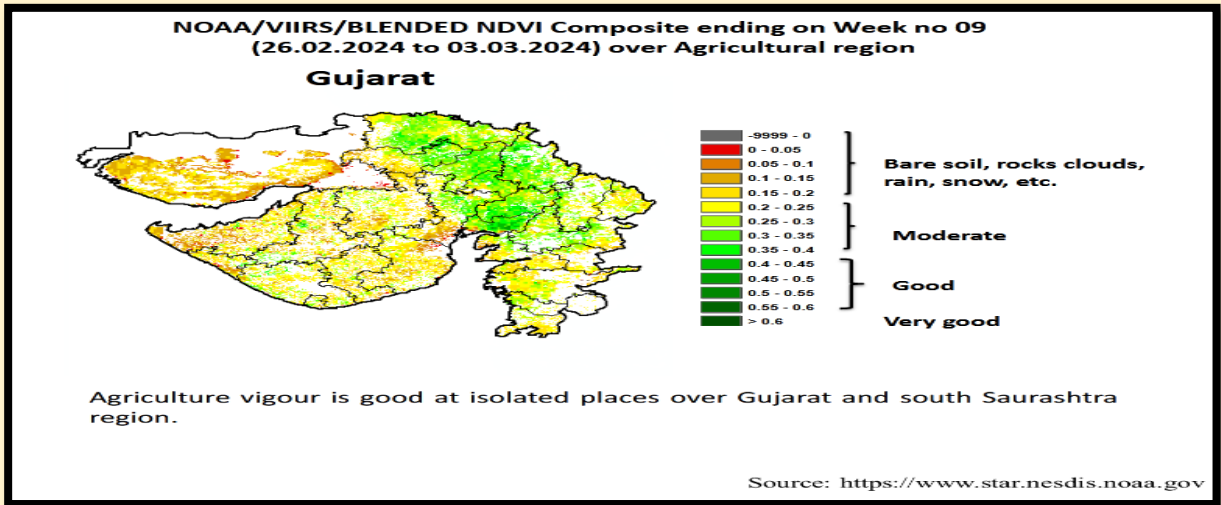 NOAA/VIIRS/BLENDED NDVI Composite ending on Week no 09
(26.02.2024 to 03.03.2024) over Agricultural region
Gujarat
-9999 - 0
0 - 0.05
0.05 - 0.1
0.1 - 0.15
0.15 - 0.2
0.2 - 0.25
0.25 - 0.3
0.3 - 0.35
0.35 - 0.4
0.4 - 0.45
0.45 - 0.5
0.5 - 0.55
0.55 - 0.6
> 0.6
Bare soil, rocks clouds,
rain, snow, etc.
Moderate
Good
Very good
Agriculture vigour is good at isolated places over Gujarat and south Saurashtra
region.
Source: https://www.star.nesdis.noaa.gov